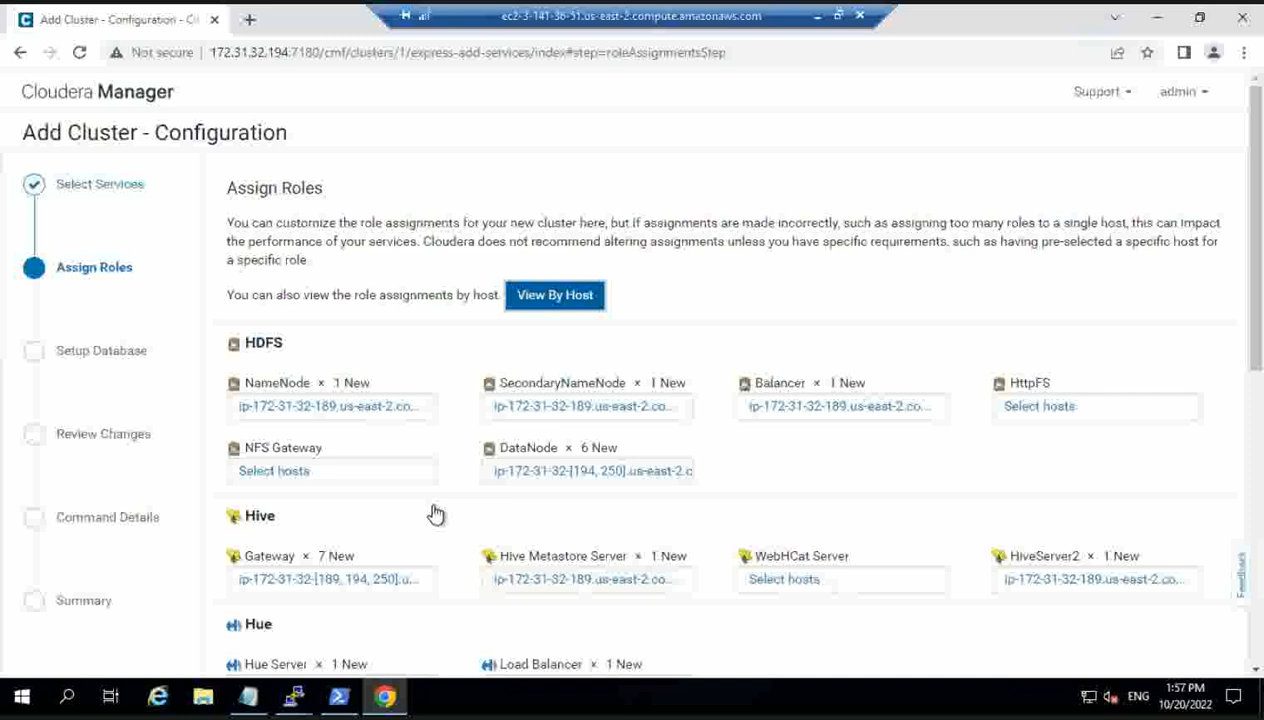 Add Cluster - Configuration - Cl
ec2-3-141-36-51.us-east-2.compute.amazonaws.com
Not secure 172.31.32.194:7180/cmf/clusters/1/express-add-services/index#step=roleAssignmentsStep
Cloudera Manager
Support
admin
Add Cluster - Configuration
Select Services
Assign Roles
Setup Database
Review Changes
Command Details
Summary
Assign Roles
You can customize the role assignments for your new cluster here, but if assignments are made incorrectly, such as assigning too many roles to a single host, this can impact
the performance of your services. Cloudera does not recommend altering assignments unless you have specific requirements, such as having pre-selected a specific host for
a specific role
You can also view the role assignments by host. View By Host
HDFS
NameNode × 1 New
SecondaryNameNode × 1 New
Balancer × 1 New
HttpFS
ip-172-31-32-189.us-east-2.co...
ip-172-31-32-189.us-east-2.co...
ip-172-31-32-189.us-east-2.co...
Select hosts
NFS Gateway
DataNode × 6 New
Select hosts
ip-172-31-32-[194, 250].us-east-2.c
Hive
Gateway × 7 New
Hive Metastore Server × 1 New
WebHCat Server
HiveServer2 × 1 New
ip-172-31-32-[189, 194, 250].u...
ip-172-31-32-189.us-east-2.co...
Select hosts
ip-172-31-32-189.us-east-2.co...
Feedback
Hue
Hue Server × 1 New
Load Balancer × 1 New
ENG
1:57 PM
10/20/2022